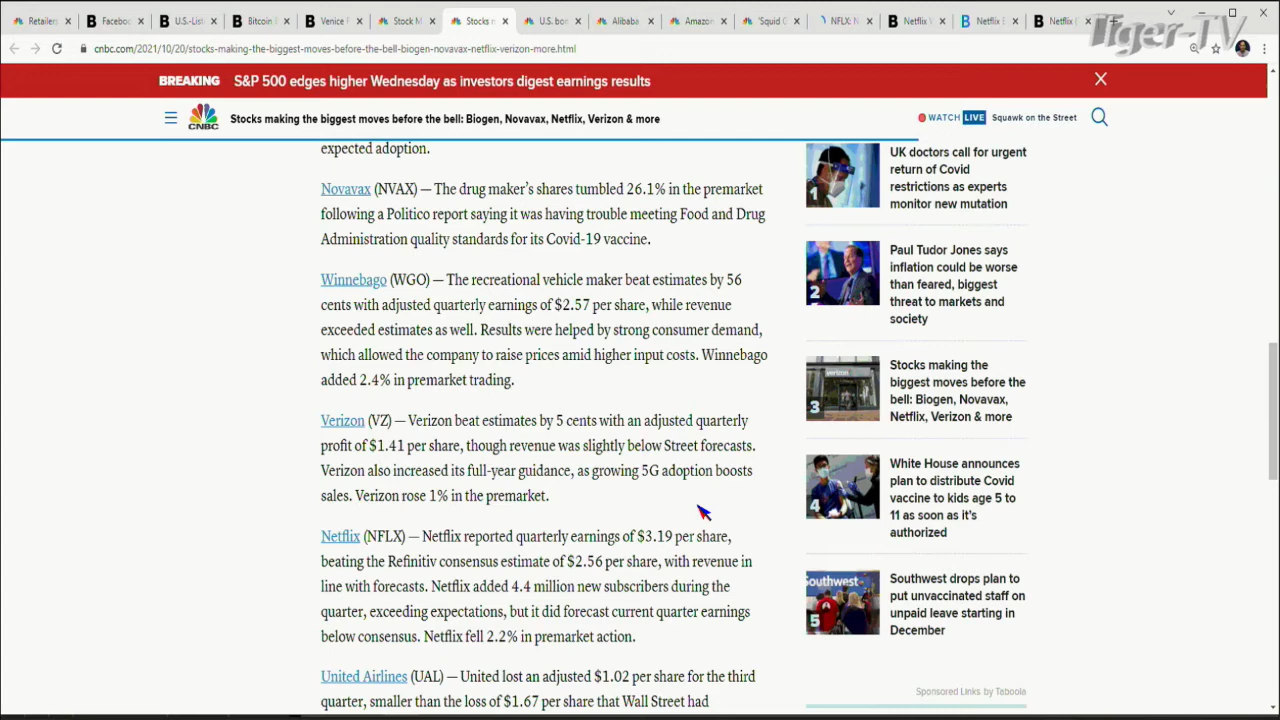 Retailers
Facebo
U.S.-List
Bitcoin
Venice
Stock M
Stocks
U.S. bo
Alibaba
Amazon
'Squid G
NFLX: N
Netflix
Netflix
Netflix
Tiger-TV
cnbc.com/2021/10/20/stocks-making-the-biggest-moves-before-the-bell-biogen-novavax-netflix-verizon-more.html
BREAKING S&P 500 edges higher Wednesday as investors digest earnings results
CNBC
Stocks making the biggest moves before the bell: Biogen, Novavax, Netflix, Verizon & more
WATCH LIVE Squawk on the Street
expected adoption.
Novavax (NVAX) — The drug maker's shares tumbled 26.1% in the premarket
following a Politico report saying it was having trouble meeting Food and Drug
Administration quality standards for its Covid-19 vaccine.
Winnebago (WGO) — The recreational vehicle maker beat estimates by 56
cents with adjusted quarterly earnings of $2.57 per share, while revenue
exceeded estimates as well. Results were helped by strong consumer demand,
which allowed the company to raise prices amid higher input costs. Winnebago
added 2.4% in premarket trading.
Verizon (VZ) — Verizon beat estimates by 5 cents with an adjusted quarterly
profit of $1.41 per share, though revenue was slightly below Street forecasts.
Verizon also increased its full-year guidance, as growing 5G adoption boosts
sales. Verizon rose 1% in the premarket.
Netflix (NFLX) — Netflix reported quarterly earnings of $3.19 per share,
beating the Refinitiv consensus estimate of $2.56 per share, with revenue in
line with forecasts. Netflix added 4.4 million new subscribers during the
quarter, exceeding expectations, but it did forecast current quarter earnings
below consensus. Netflix fell 2.2% in premarket action.
United Airlines (UAL) — United lost an adjusted $1.02 per share for the third
quarter, smaller than the loss of $1.67 per share that Wall Street had
1
UK doctors call for urgent
return of Covid
restrictions as experts
monitor new mutation
2
Paul Tudor Jones says
inflation could be worse
than feared, biggest
threat to markets and
society
verizon
3
Stocks making the
biggest moves before the
bell: Biogen, Novavax,
Netflix, Verizon & more
4
White House announces
plan to distribute Covid
vaccine to kids age 5 to
11 as soon as it's
authorized
Southwest
5
Southwest drops plan to
put unvaccinated staff on
unpaid leave starting in
December
Sponsored Links by Taboola